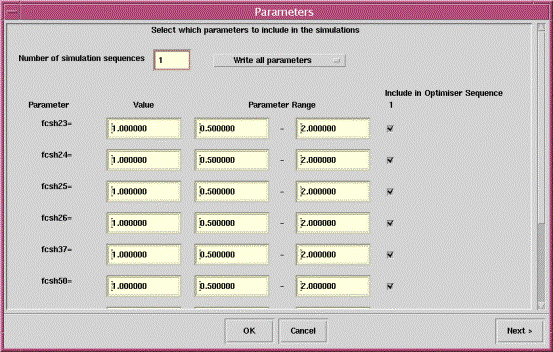 Parameters
Select which parameters to include in the simulations
Number of simulation sequences 1 Write all parameters
Include in Optimiser Sequence
Parameter Value Parameter Range 1
fcsh23= 1.000000 0.500000 - 2.000000
fcsh24= 1.000000 0.500000 - 2.000000
fcsh25= 1.000000 0.500000 - 2.000000
fcsh26= 1.000000 0.500000 - 2.000000
fcsh37= 1.000000 0.500000 - 2.000000
fcsh50= 1.000000 0.500000 - 2.000000
OK Cancel Next >